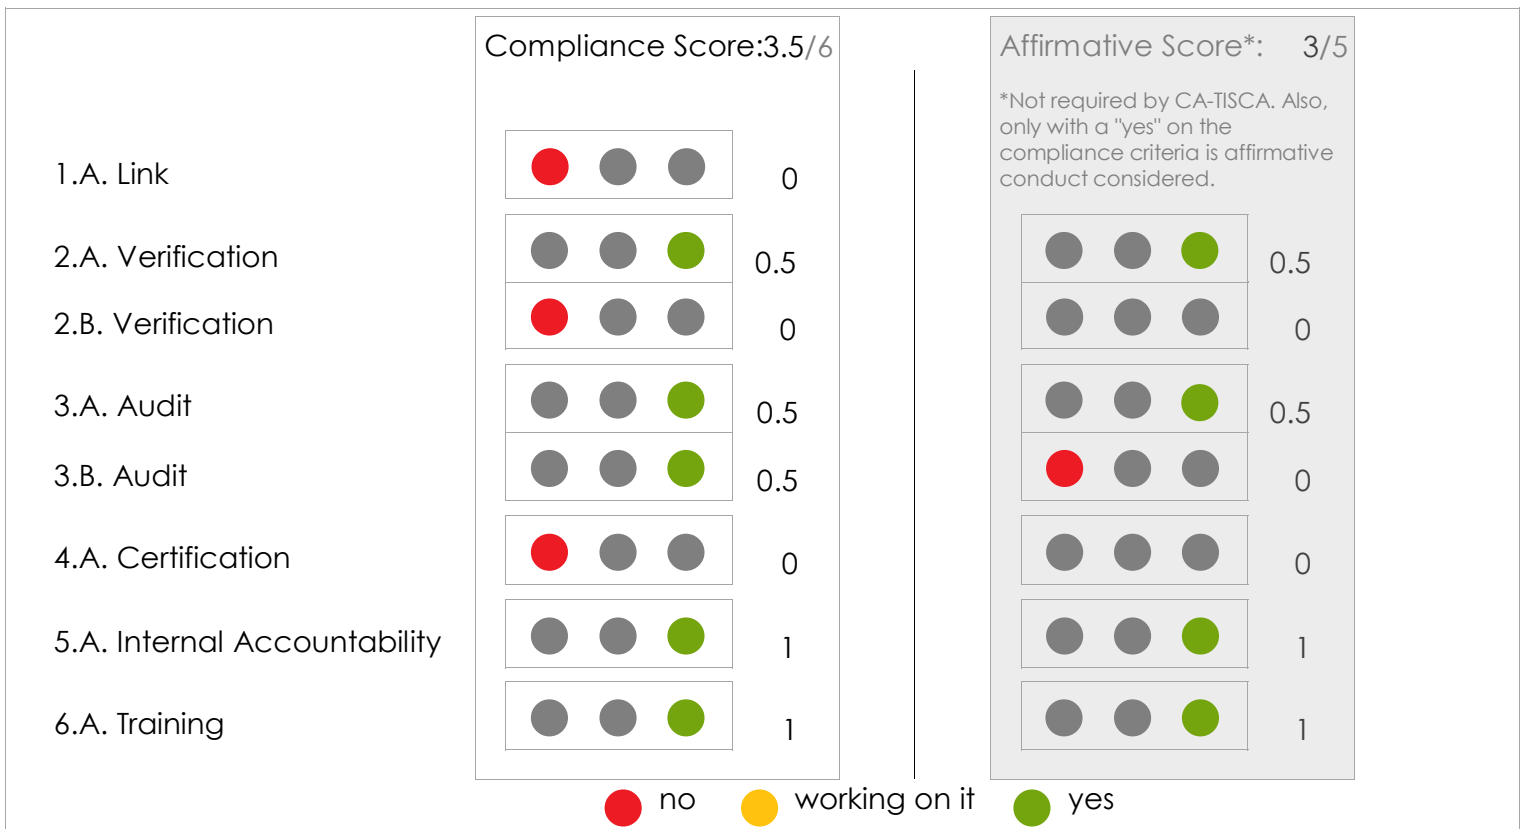 Compliance Score:3.5/6
Affirmative Score*: 3/5
*Not required by CA-TISCA. Also,
only with a "yes" on the
compliance criteria is affirmative
conduct considered.
1.A. Link 0
2.A. Verification 0.5 0.5
2.B. Verification 0 0
3.A. Audit 0.5 0.5
3.B. Audit 0.5 0
4.A. Certification 0 0
5.A. Internal Accountability 1 1
6.A. Training 1 1
no working on it yes